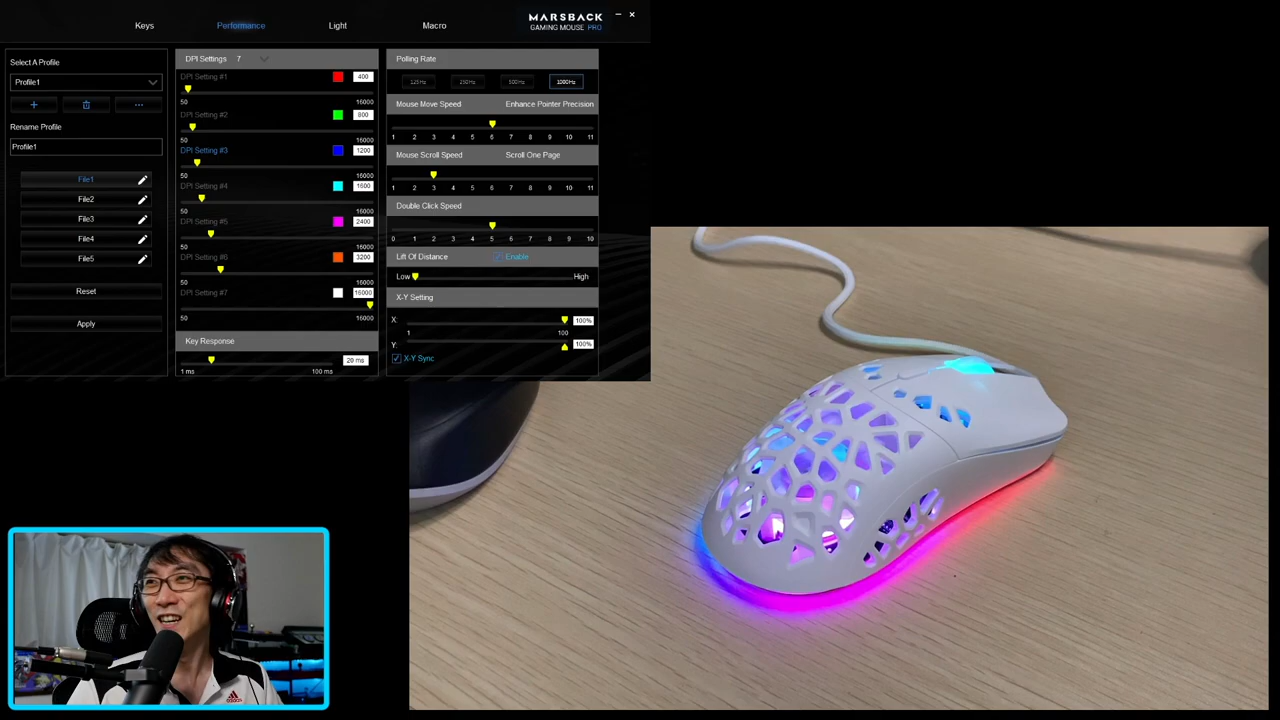 Keys
Performance
Light
Macro
MARSBACK
GAMING MOUSE PRO
Select A Profile
Profile1
Rename Profile
Profile1
File1
File2
File3
File4
File5
Reset
Apply
DPI Settings 7
DPI Setting #1 400
50 16000
DPI Setting #2 800
50 16000
DPI Setting #3 1200
50 16000
DPI Setting #4 1600
50 16000
DPI Setting #5 2400
50 16000
DPI Setting #6 3200
50 16000
DPI Setting #7 16000
50 16000
Key Response
20 ms
1 ms 100 ms
Polling Rate
125Hz 250Hz 500Hz 1000Hz
Mouse Move Speed Enhance Pointer Precision
1 2 3 4 5 6 7 8 9 10 11
Mouse Scroll Speed Scroll One Page
1 2 3 4 5 6 7 8 9 10 11
Double Click Speed
0 1 2 3 4 5 6 7 8 9 10
Lift Of Distance Enable
Low High
X-Y Setting
X: 100%
1 100
Y: 100%
X-Y Sync
adidas